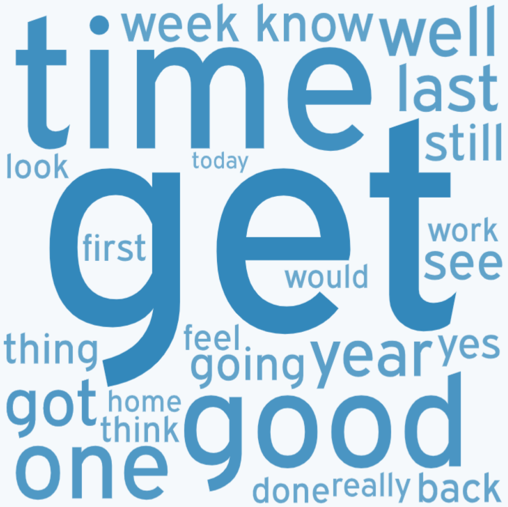 week know well
time last
still
look today
get
first would work
see
thing feel going year yes
got home think good
one
done really back